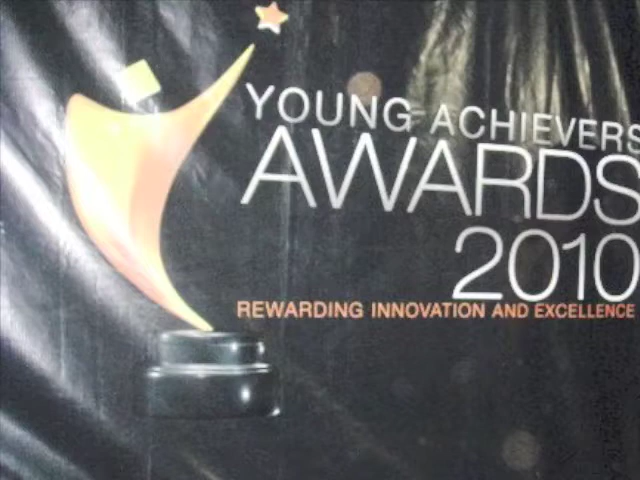 YOUNG ACHIEVERS
AWARDS
2010
REWARDING INNOVATION AND EXCELLENCE